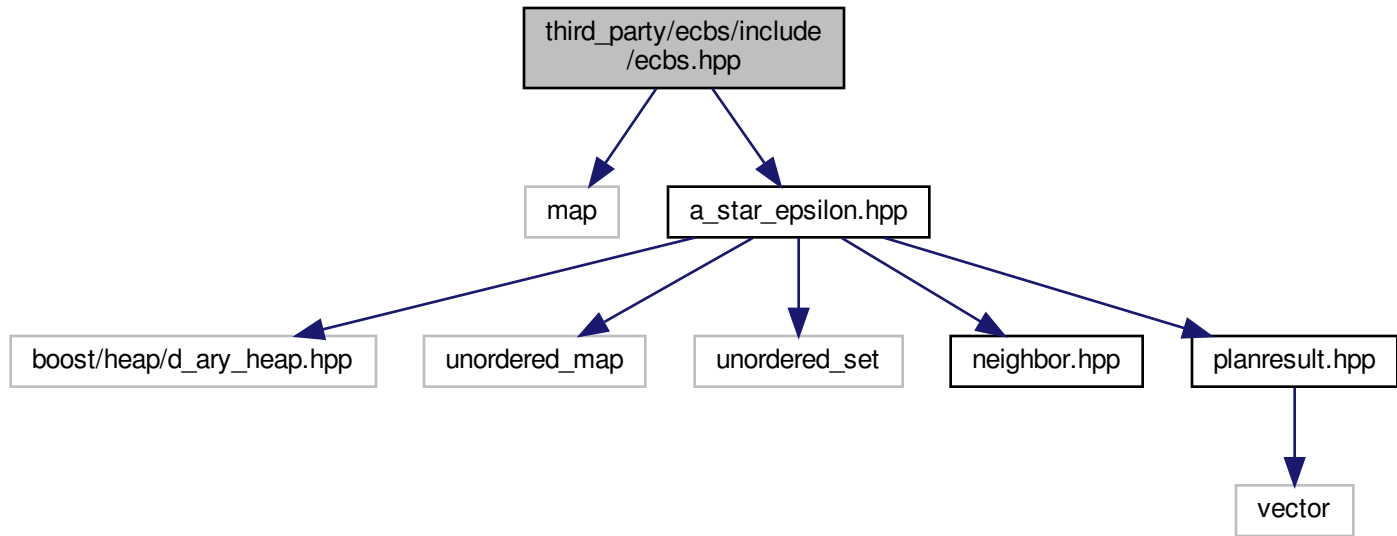 third_party/ecbs/include
/ecbs.hpp
map
a_star_epsilon.hpp
boost/heap/d_ary_heap.hpp
unordered_map
unordered_set
neighbor.hpp
planresult.hpp
vector